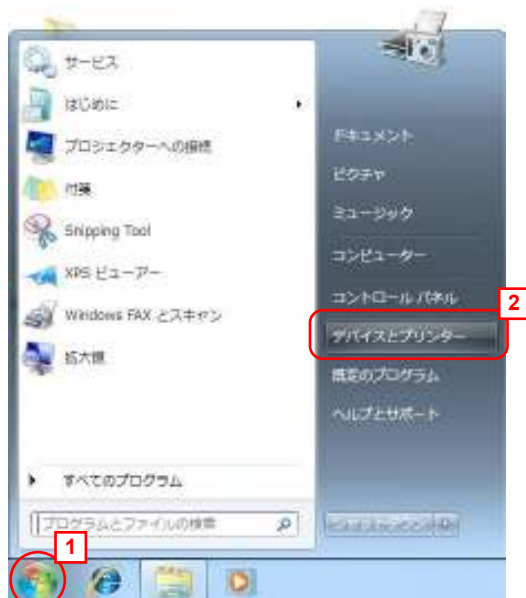 サービス
はじめに
プロジェクターへの接続
付箋
Snipping Tool
XPS ビューアー
Windows FAX とスキャン
拡大鏡
すべてのプログラム
プログラムとファイルの検索
1
ドキュメント
ピクチャ
ミュージック
コンピューター
コントロール パネル
2
デバイスとプリンター
既定のプログラム
ヘルプとサポート